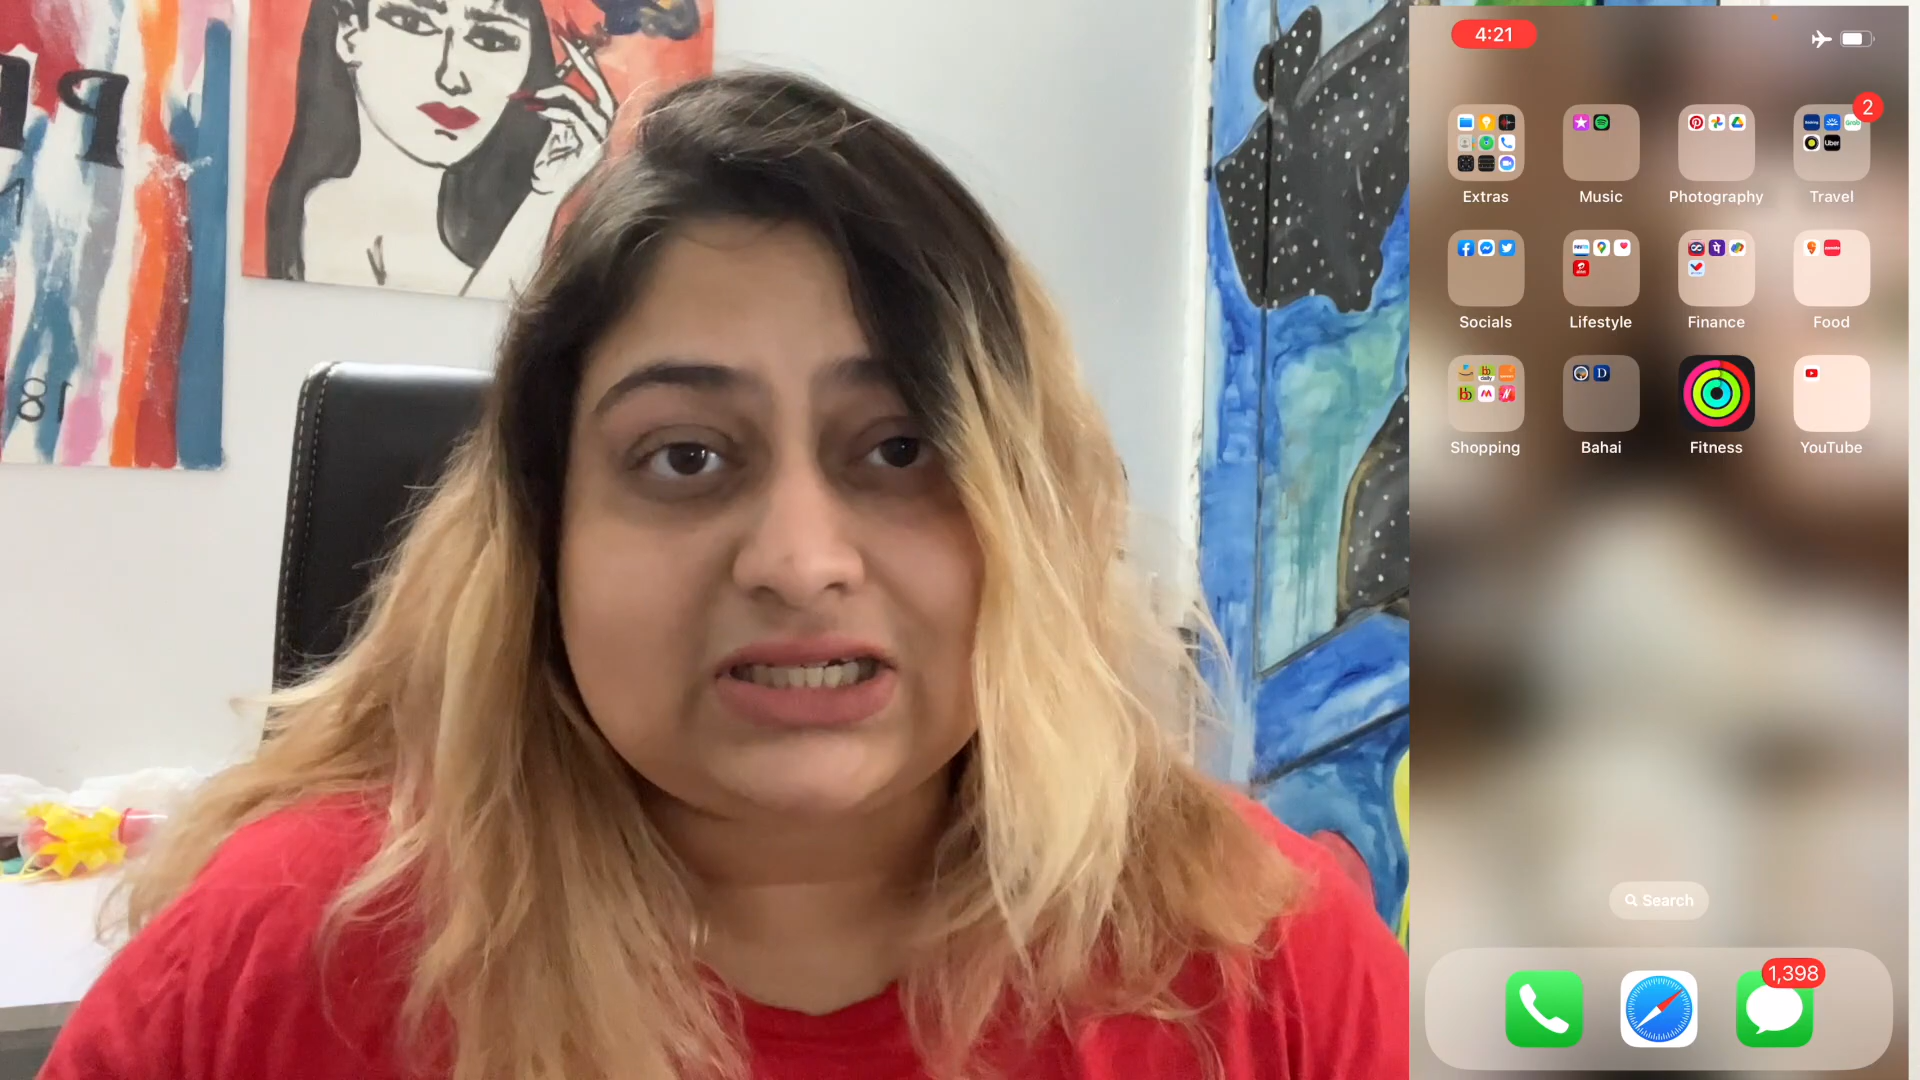 4:21
2
Extras
Music
Photography
Travel
Socials
Lifestyle
Finance
Food
Shopping
Bahai
Fitness
YouTube
Search
1,398